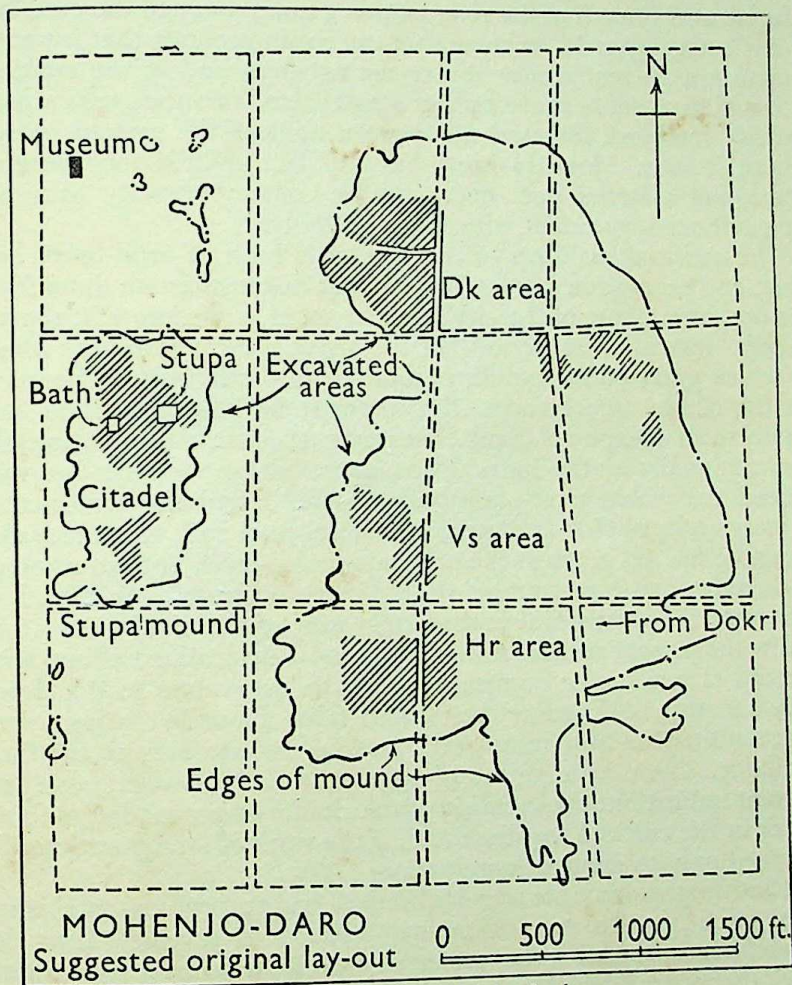 N
Museum
Dk area
Stupa
Excavated
areas
Bath
Citadel
Vs area
Stupa mound
←From Dokri
Hr area
Edges of mound
MOHENJO-DARO
Suggested original lay-out
0 500 1000 1500 ft.